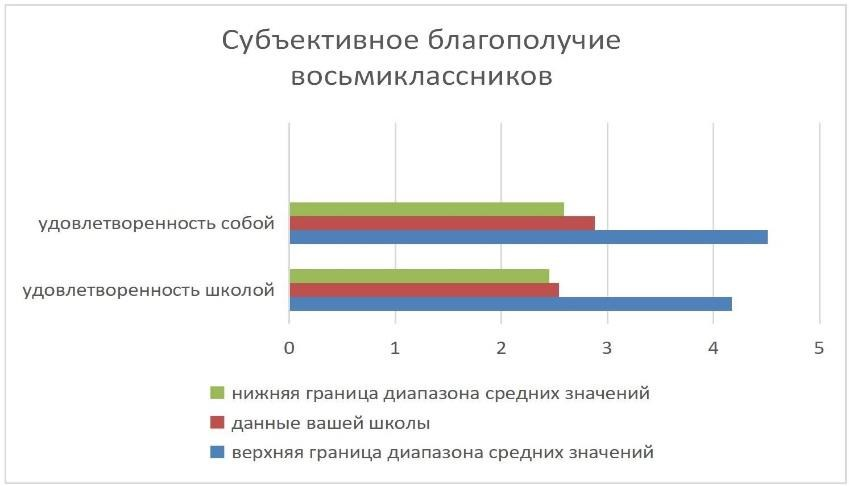 Субъективное благополучие
восьмиклассников
удовлетворенность собой
удовлетворенность школой
0 1 2 3 4 5
нижняя граница диапазона средних значений
данные вашей школы
верхняя граница диапазона средних значений